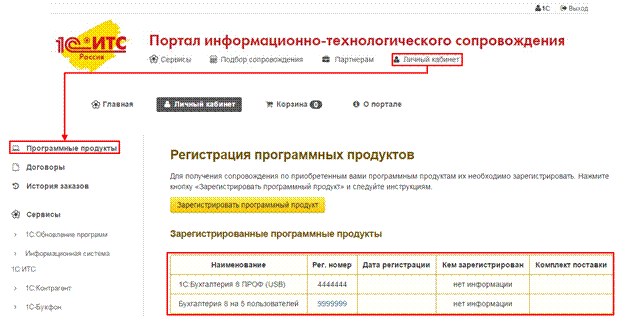 1С Выход
1С ИТС
Россия
Портал информационно-технологического сопровождения
Сервисы Подбор сопровождения Партнерам Личный кабинет
Главная Личный кабинет Корзина 0 О портале
Программные продукты
Договоры
История заказов
Сервисы
1С:Обновление программ
Информационная система
1С:ИТС
1С:Контрагент
1С-Букфон
Регистрация программных продуктов
Для получения сопровождения по приобретенным вами программным продуктам их необходимо зарегистрировать. Нажмите
кнопку «Зарегистрировать программный продукт» и следуйте инструкциям.
Зарегистрировать программный продукт
Зарегистрированные программные продукты
Наименование Рег. номер Дата регистрации Кем зарегистрирован Комплект поставки
1С:Бухгалтерия 8 ПРОФ (USB) 4444444 нет информации
Бухгалтерия 8 на 5 пользователей 9999999 нет информации